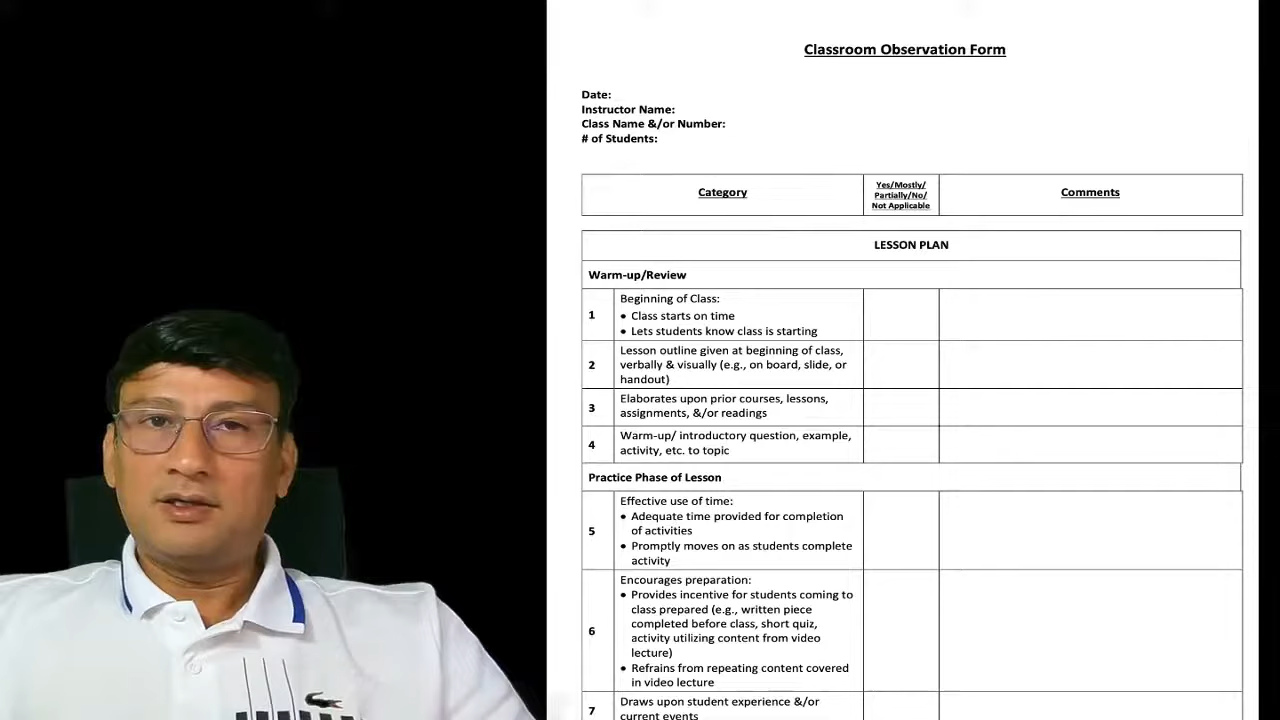 Classroom Observation Form
Date:
Instructor Name:
Class Name &/or Number:
# of Students:
Category
Yes/Mostly/
Partially/No/
Not Applicable
Comments
LESSON PLAN
Warm-up/Review
1
Beginning of Class:
• Class starts on time
• Lets students know class is starting
2
Lesson outline given at beginning of class,
verbally & visually (e.g., on board, slide, or
handout)
3
Elaborates upon prior courses, lessons,
assignments, &/or readings
4
Warm-up/ introductory question, example,
activity, etc. to topic
Practice Phase of Lesson
5
Effective use of time:
• Adequate time provided for completion
of activities
• Promptly moves on as students complete
activity
6
Encourages preparation:
• Provides incentive for students coming to
class prepared (e.g., written piece
completed before class, short quiz,
activity utilizing content from video
lecture)
• Refrains from repeating content covered
in video lecture
7
Draws upon student experience &/or
current events